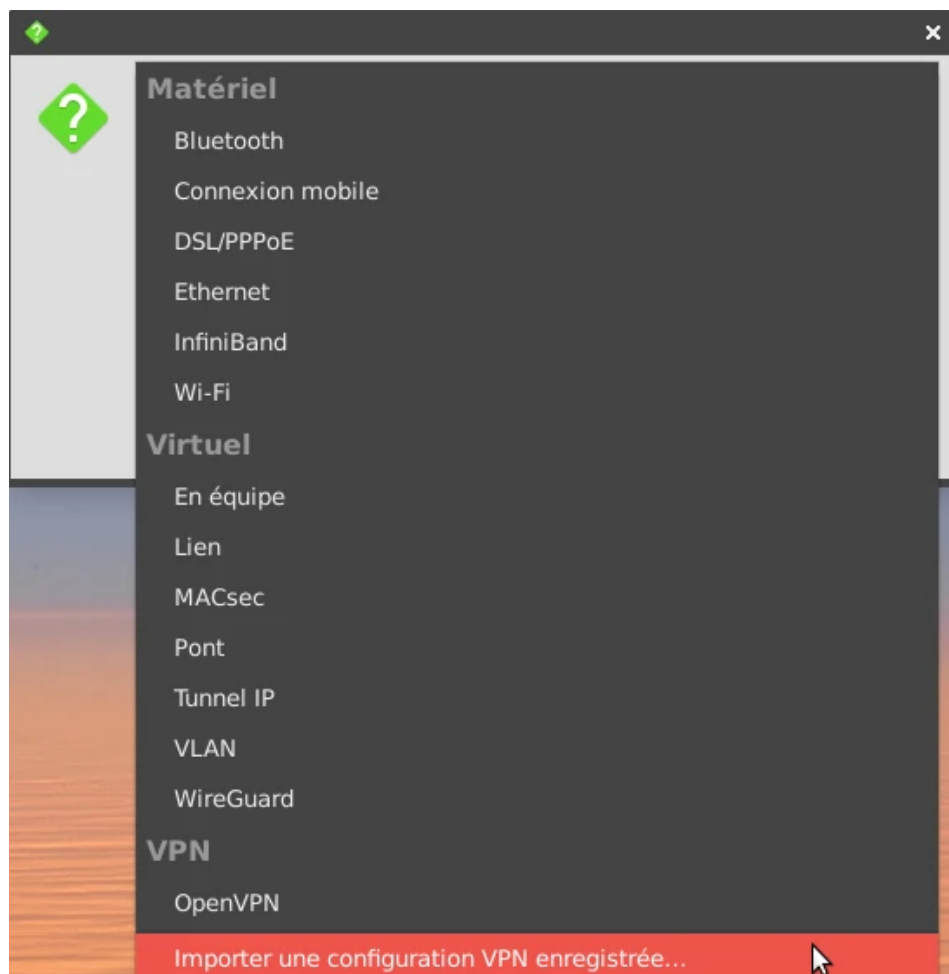 Matériel
Bluetooth
Connexion mobile
DSL/PPPoE
Ethernet
InfiniBand
Wi-Fi
Virtuel
En équipe
Lien
MACsec
Pont
Tunnel IP
VLAN
WireGuard
VPN
OpenVPN
Importer une configuration VPN enregistrée...